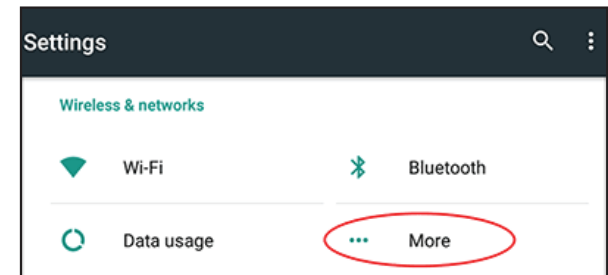 Settings
Wireless & networks
Wi-Fi
Bluetooth
Data usage
More